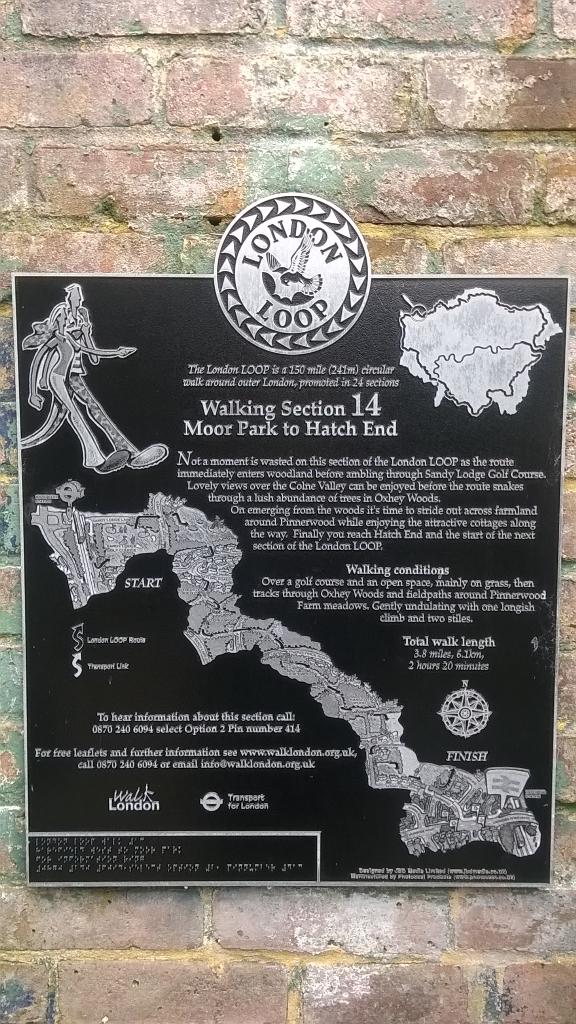 LONDON
LOOP
The London LOOP is a 150 mile (241m) circular
walk around outer London, promoted in 24 sections
Walking Section 14
Moor Park to Hatch End
Not a moment is wasted on this section of the London LOOP as the route
immediately enters woodland before ambling through Sandy Lodge Golf Course.
Lovely views over the Colne Valley can be enjoyed before the route snakes
through a lush abundance of trees in Oxhey Woods.
On emerging from the woods it's time to stride out across farmland
around Pinnerwood while enjoying the attractive cottages along
the way. Finally you reach Hatch End and the start of the next
section of the London LOOP.
START
Walking conditions
Over a golf course and an open space, mainly on grass, then
tracks through Oxhey Woods and fieldpaths around Pinnerwood
Farm meadows. Gently undulating with one longish
climb and two stiles.
London LOOP Route
Transport Link
Total walk length
3.8 miles, 6.1km,
2 hours 20 minutes
N
To hear information about this section call:
0870 240 6094 select Option 2 Pin number 414
For free leaflets and further information see www.walklondon.org.uk,
call 0870 240 6094 or email info@walklondon.org.uk
FINISH
Walk
London
Transport
for London